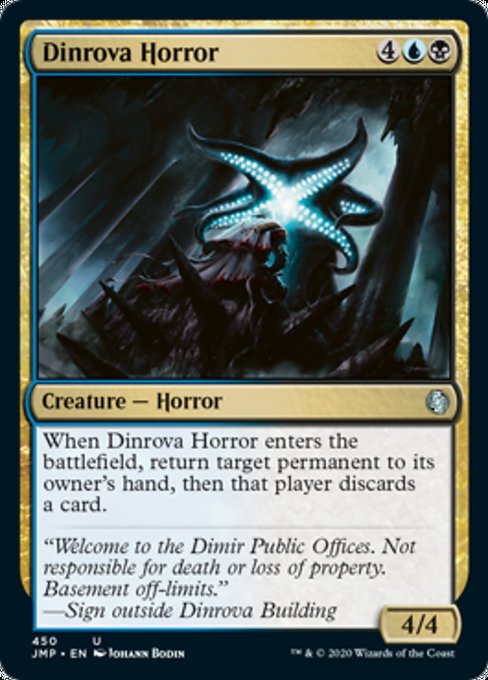 Dinrova Horror 4
Creature — Horror
When Dinrova Horror enters the
battlefield, return target permanent to its
owner's hand, then that player discards
a card.
“Welcome to the Dimir Public Offices. Not
responsible for death or loss of property.
Basement off-limits.”
—Sign outside Dinrova Building
4/4
450 U
JMP • EN Johann Bodin
™ & © 2020 Wizards of the Coast